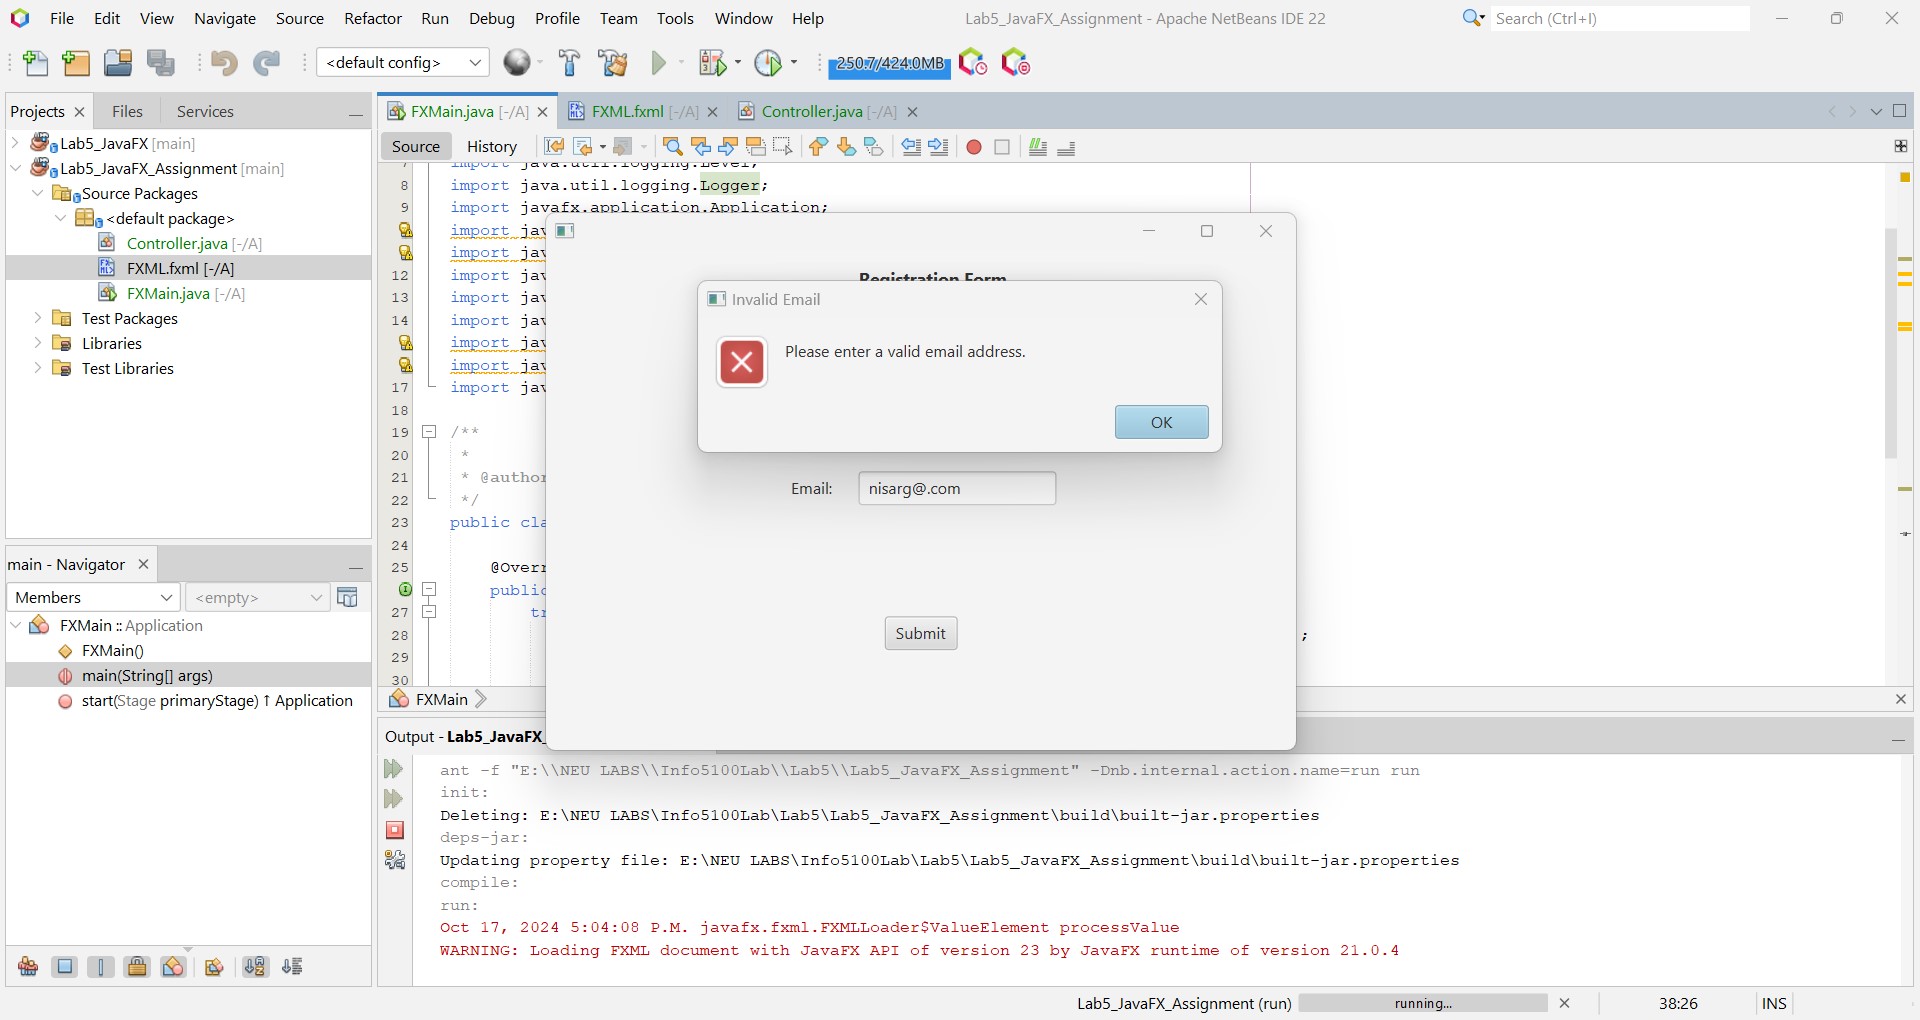 File Edit View Navigate Source Refactor Run Debug Profile Team Tools Window Help
Lab5_JavaFX_Assignment - Apache NetBeans IDE 22
Search (Ctrl+I)
<default config>
250.7/424.0MB
Projects Files Services
Lab5_JavaFX [main]
Lab5_JavaFX_Assignment [main]
Source Packages
<default package>
Controller.java [-/A]
FXML.fxml [-/A]
FXMain.java [-/A]
Test Packages
Libraries
Test Libraries
main - Navigator
Members <empty>
FXMain :: Application
FXMain()
main(String[] args)
start(Stage primaryStage) ↑ Application
FXMain.java [-/A] FXML.fxml [-/A] Controller.java [-/A]
Source History
7 import java.util.logging.Level;
8 import java.util.logging.Logger;
9 import javafx.application.Application;
import jav
import jav
12 import jav
13 import jav
14 import jav
import jav
import jav
17 import jav
18
19 /**
20 *
21 * @author
22 */
23 public cla
24
25 @Overr
public
27 tr
28 ;
29
30
FXMain
Registration Form
Invalid Email
Please enter a valid email address.
OK
Email: nisarg@.com
Submit
Output - Lab5_JavaFX_
ant -f "E:\\NEU LABS\\Info5100Lab\\Lab5\\Lab5_JavaFX_Assignment" -Dnb.internal.action.name=run run
init:
Deleting: E:\NEU LABS\Info5100Lab\Lab5\Lab5_JavaFX_Assignment\build\built-jar.properties
deps-jar:
Updating property file: E:\NEU LABS\Info5100Lab\Lab5\Lab5_JavaFX_Assignment\build\built-jar.properties
compile:
run:
Oct 17, 2024 5:04:08 P.M. javafx.fxml.FXMLLoader$ValueElement processValue
WARNING: Loading FXML document with JavaFX API of version 23 by JavaFX runtime of version 21.0.4
Lab5_JavaFX_Assignment (run) running... 38:26 INS